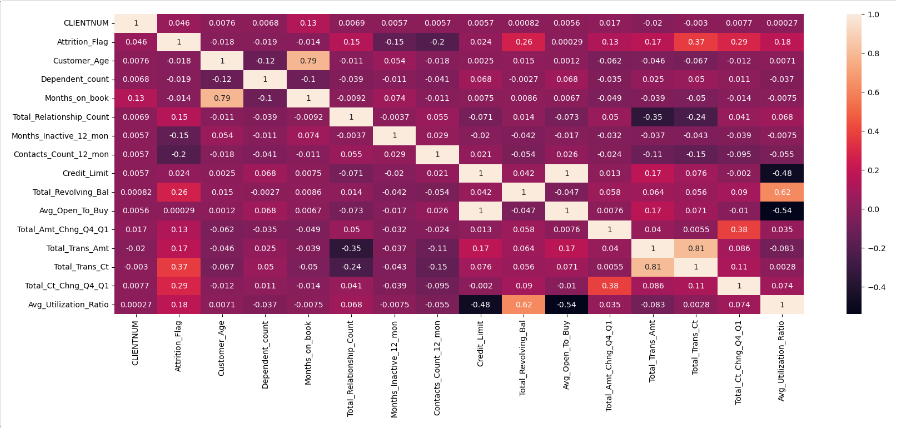 CLIENTNUM 1 0.046 0.0076 0.0068 0.13 0.0069 0.0057 0.0057 0.0057 0.00082 0.0056 0.017 -0.02 -0.003 0.0077 0.00027
Attrition_Flag 0.046 1 -0.018 -0.019 -0.014 0.15 -0.15 -0.2 0.024 0.26 0.00029 0.13 0.17 0.37 0.29 0.18
Customer_Age 0.0076 -0.018 1 -0.12 0.79 -0.011 0.054 -0.018 0.0025 0.015 0.0012 -0.062 -0.046 -0.067 -0.012 0.0071
Dependent_count 0.0068 -0.019 -0.12 1 -0.1 -0.039 -0.011 -0.041 0.068 -0.0027 0.068 -0.035 0.025 0.05 0.011 -0.037
Months_on_book 0.13 -0.014 0.79 -0.1 1 -0.0092 0.074 -0.011 0.0075 0.0086 0.0067 -0.049 -0.039 -0.05 -0.014 -0.0075
Total_Relationship_Count 0.0069 0.15 -0.011 -0.039 -0.0092 1 -0.0037 0.055 -0.071 0.014 -0.073 0.05 -0.35 -0.24 0.041 0.068
Months_Inactive_12_mon 0.0057 -0.15 0.054 -0.011 0.074 -0.0037 1 0.029 -0.02 -0.042 -0.017 -0.032 -0.037 -0.043 -0.039 -0.0075
Contacts_Count_12_mon 0.0057 -0.2 -0.018 -0.041 -0.011 0.055 0.029 1 0.021 -0.054 0.026 -0.024 -0.11 -0.15 -0.095 -0.055
Credit_Limit 0.0057 0.024 0.0025 0.068 0.0075 -0.071 -0.02 0.021 1 0.042 1 0.013 0.17 0.076 -0.002 -0.48
Total_Revolving_Bal 0.00082 0.26 0.015 -0.0027 0.0086 0.014 -0.042 -0.054 0.042 1 -0.047 0.058 0.064 0.056 0.09 0.62
Avg_Open_To_Buy 0.0056 0.00029 0.0012 0.068 0.0067 -0.073 -0.017 0.026 1 -0.047 1 0.0076 0.17 0.071 -0.01 -0.54
Total_Amt_Chng_Q4_Q1 0.017 0.13 -0.062 -0.035 -0.049 0.05 -0.032 -0.024 0.013 0.058 0.0076 1 0.04 0.0055 0.38 0.035
Total_Trans_Amt -0.02 0.17 -0.046 0.025 -0.039 -0.35 -0.037 -0.11 0.17 0.064 0.17 0.04 1 0.81 0.086 -0.083
Total_Trans_Ct -0.003 0.37 -0.067 0.05 -0.05 -0.24 -0.043 -0.15 0.076 0.056 0.071 0.0055 0.81 1 0.11 0.0028
Total_Ct_Chng_Q4_Q1 0.0077 0.29 -0.012 0.011 -0.014 0.041 -0.039 -0.095 -0.002 0.09 -0.01 0.38 0.086 0.11 1 0.074
Avg_Utilization_Ratio 0.00027 0.18 0.0071 -0.037 -0.0075 0.068 -0.0075 -0.055 -0.48 0.62 -0.54 0.035 -0.083 0.0028 0.074 1
CLIENTNUM
Attrition_Flag
Customer_Age
Dependent_count
Months_on_book
Total_Relationship_Count
Months_Inactive_12_mon
Contacts_Count_12_mon
Credit_Limit
Total_Revolving_Bal
Avg_Open_To_Buy
Total_Amt_Chng_Q4_Q1
Total_Trans_Amt
Total_Trans_Ct
Total_Ct_Chng_Q4_Q1
Avg_Utilization_Ratio
1.0
0.8
0.6
0.4
0.2
0.0
-0.2
-0.4